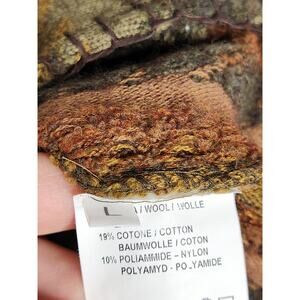 L
/ WOOL / WOLLE
19% COTONE / COTTON
BAUMWOLLE / COTON
10% POLIAMMIDE - NYLON
POLYAMYD - POLYAMIDE